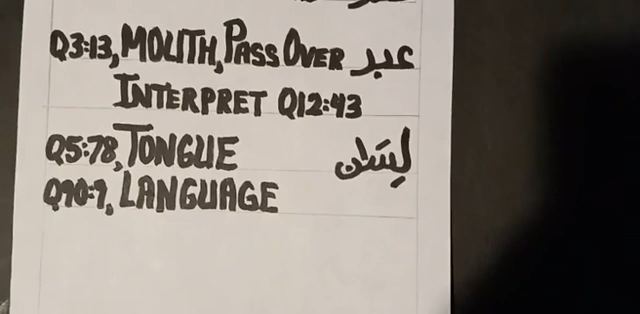 Q3:13, MOUTH, PASS OVER عبر
INTERPRET Q12:43
Q5:78, TONGUE لِسَان
Q90:9, LANGUAGE